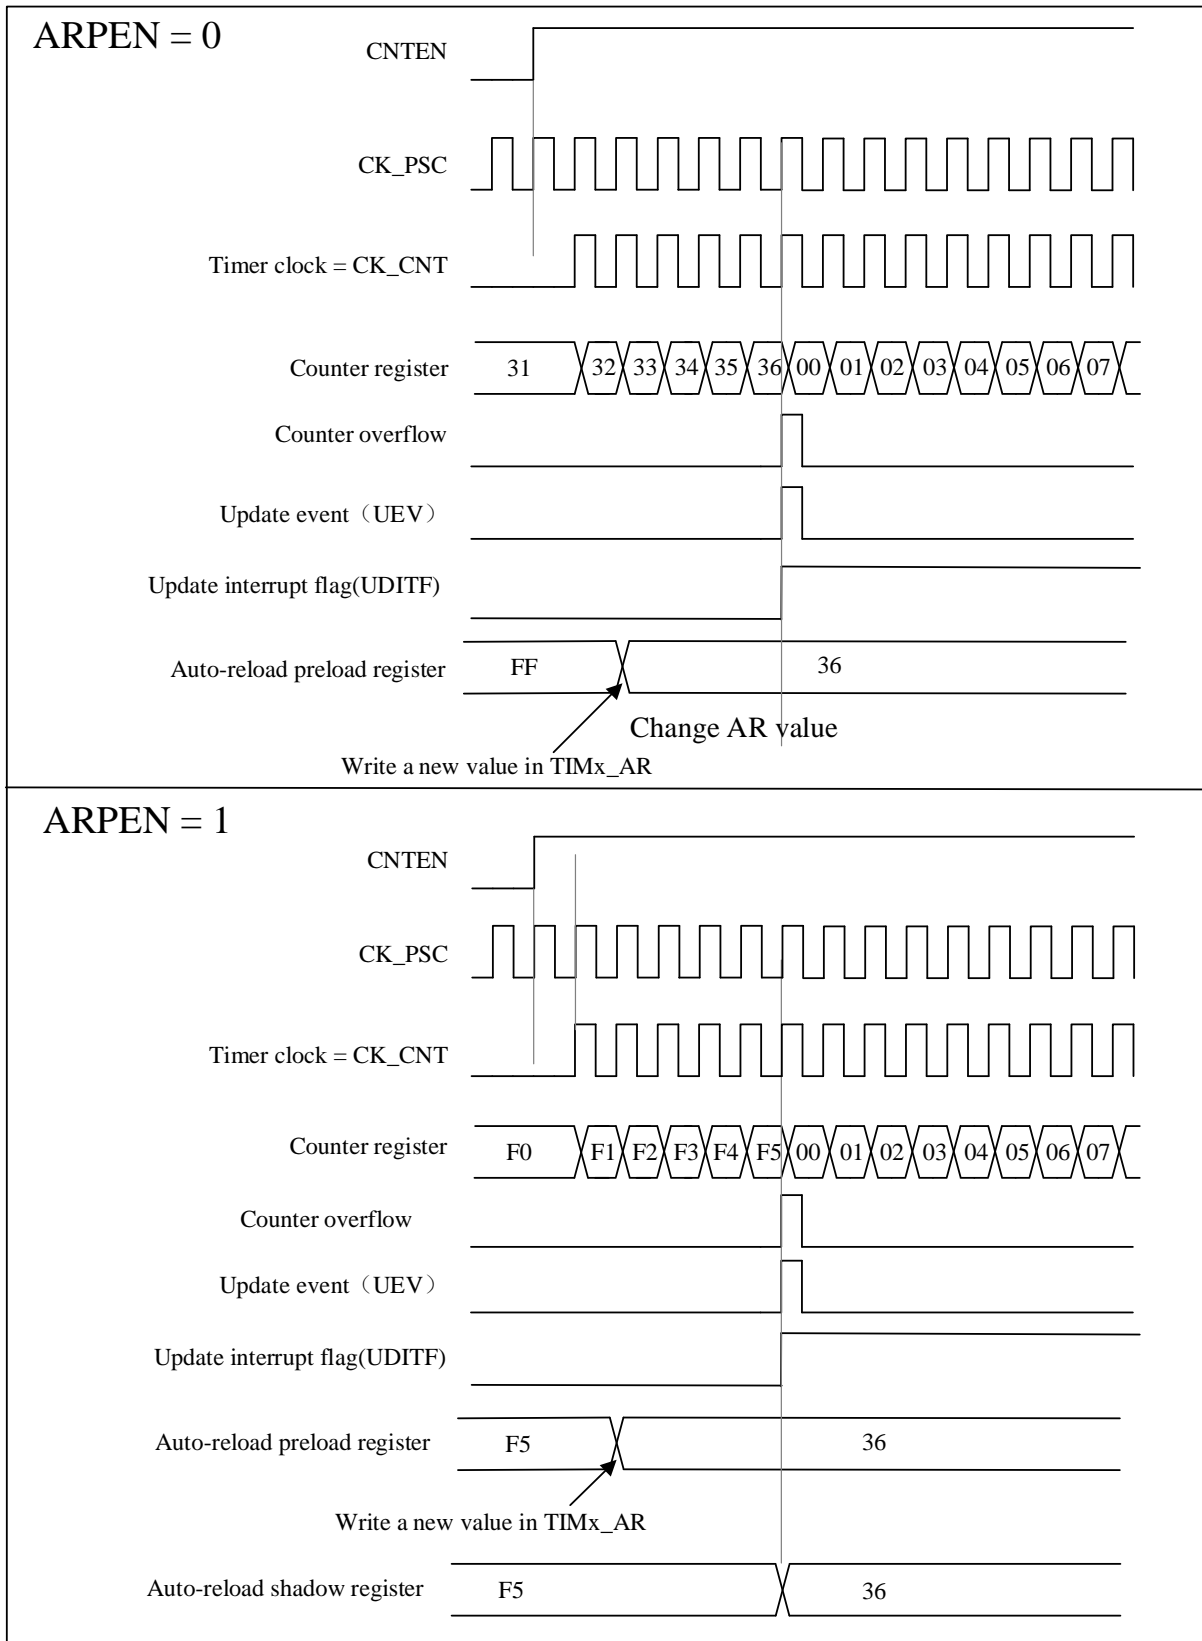 ARPEN = 0
CNTEN
CK_PSC
Timer clock = CK_CNT
Counter register 31 32 33 34 35 36 00 01 02 03 04 05 06 07
Counter overflow
Update event（UEV）
Update interrupt flag(UDITF)
Auto-reload preload register FF 36
Change AR value
Write a new value in TIMx_AR
ARPEN = 1
CNTEN
CK_PSC
Timer clock = CK_CNT
Counter register F0 F1 F2 F3 F4 F5 00 01 02 03 04 05 06 07
Counter overflow
Update event（UEV）
Update interrupt flag(UDITF)
Auto-reload preload register F5 36
Write a new value in TIMx_AR
Auto-reload shadow register F5 36